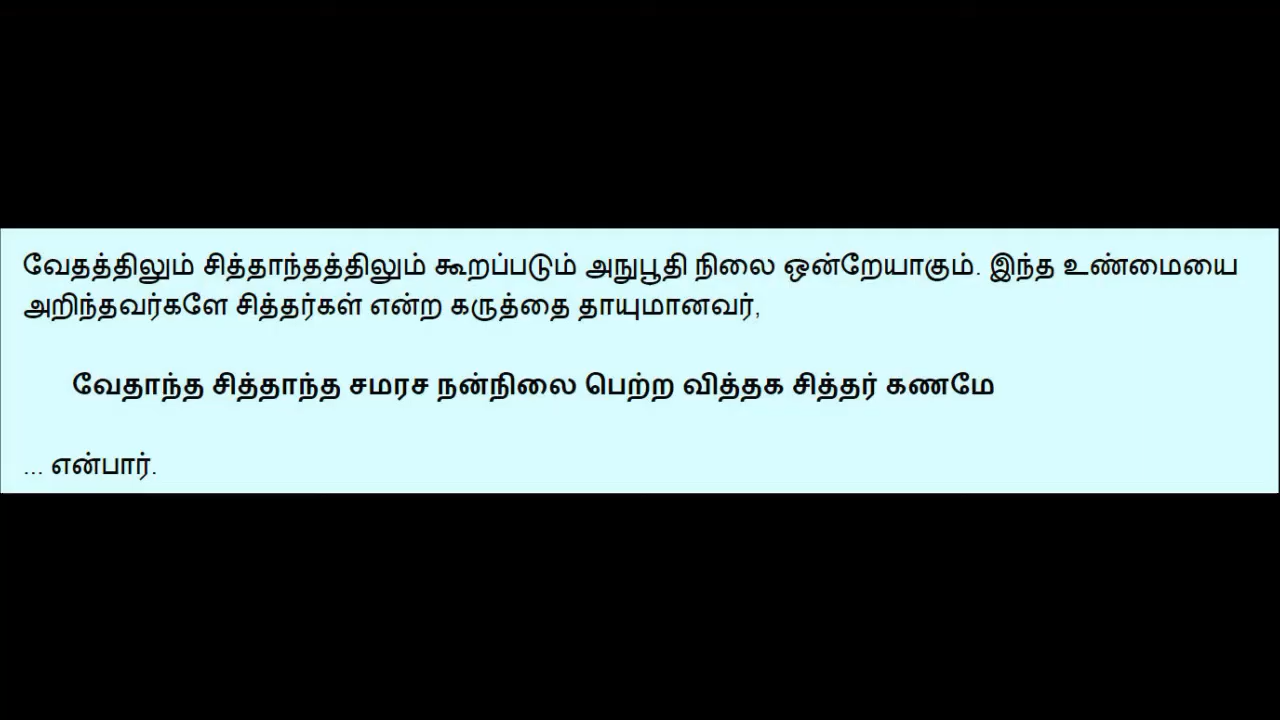 வேதத்திலும் சித்தாந்தத்திலும் கூறப்படும் அநுபூதி நிலை ஒன்றேயாகும். இந்த உண்மையை
அறிந்தவர்களே சித்தர்கள் என்ற கருத்தை தாயுமானவர்,
வேதாந்த சித்தாந்த சமரச நன்நிலை பெற்ற வித்தக சித்தர் கணமே
... என்பார்.